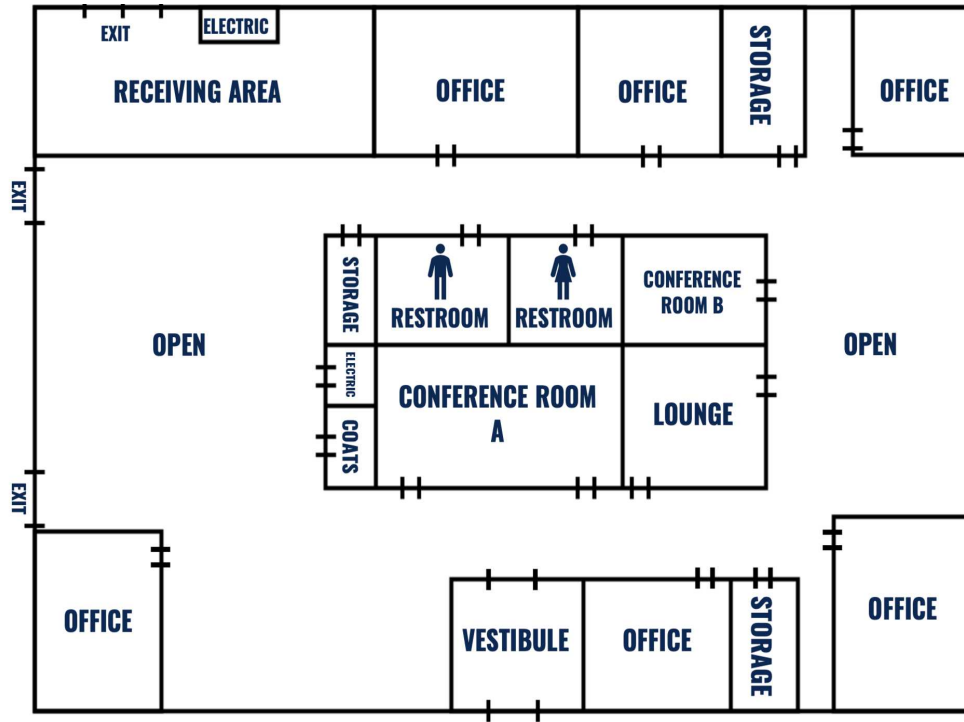 EXIT
ELECTRIC
RECEIVING AREA
OFFICE
OFFICE
STORAGE
OFFICE
EXIT
STORAGE
RESTROOM
RESTROOM
CONFERENCE
ROOM B
OPEN
OPEN
ELECTRIC
CONFERENCE ROOM
A
COATS
LOUNGE
EXIT
OFFICE
VESTIBULE
OFFICE
STORAGE
OFFICE